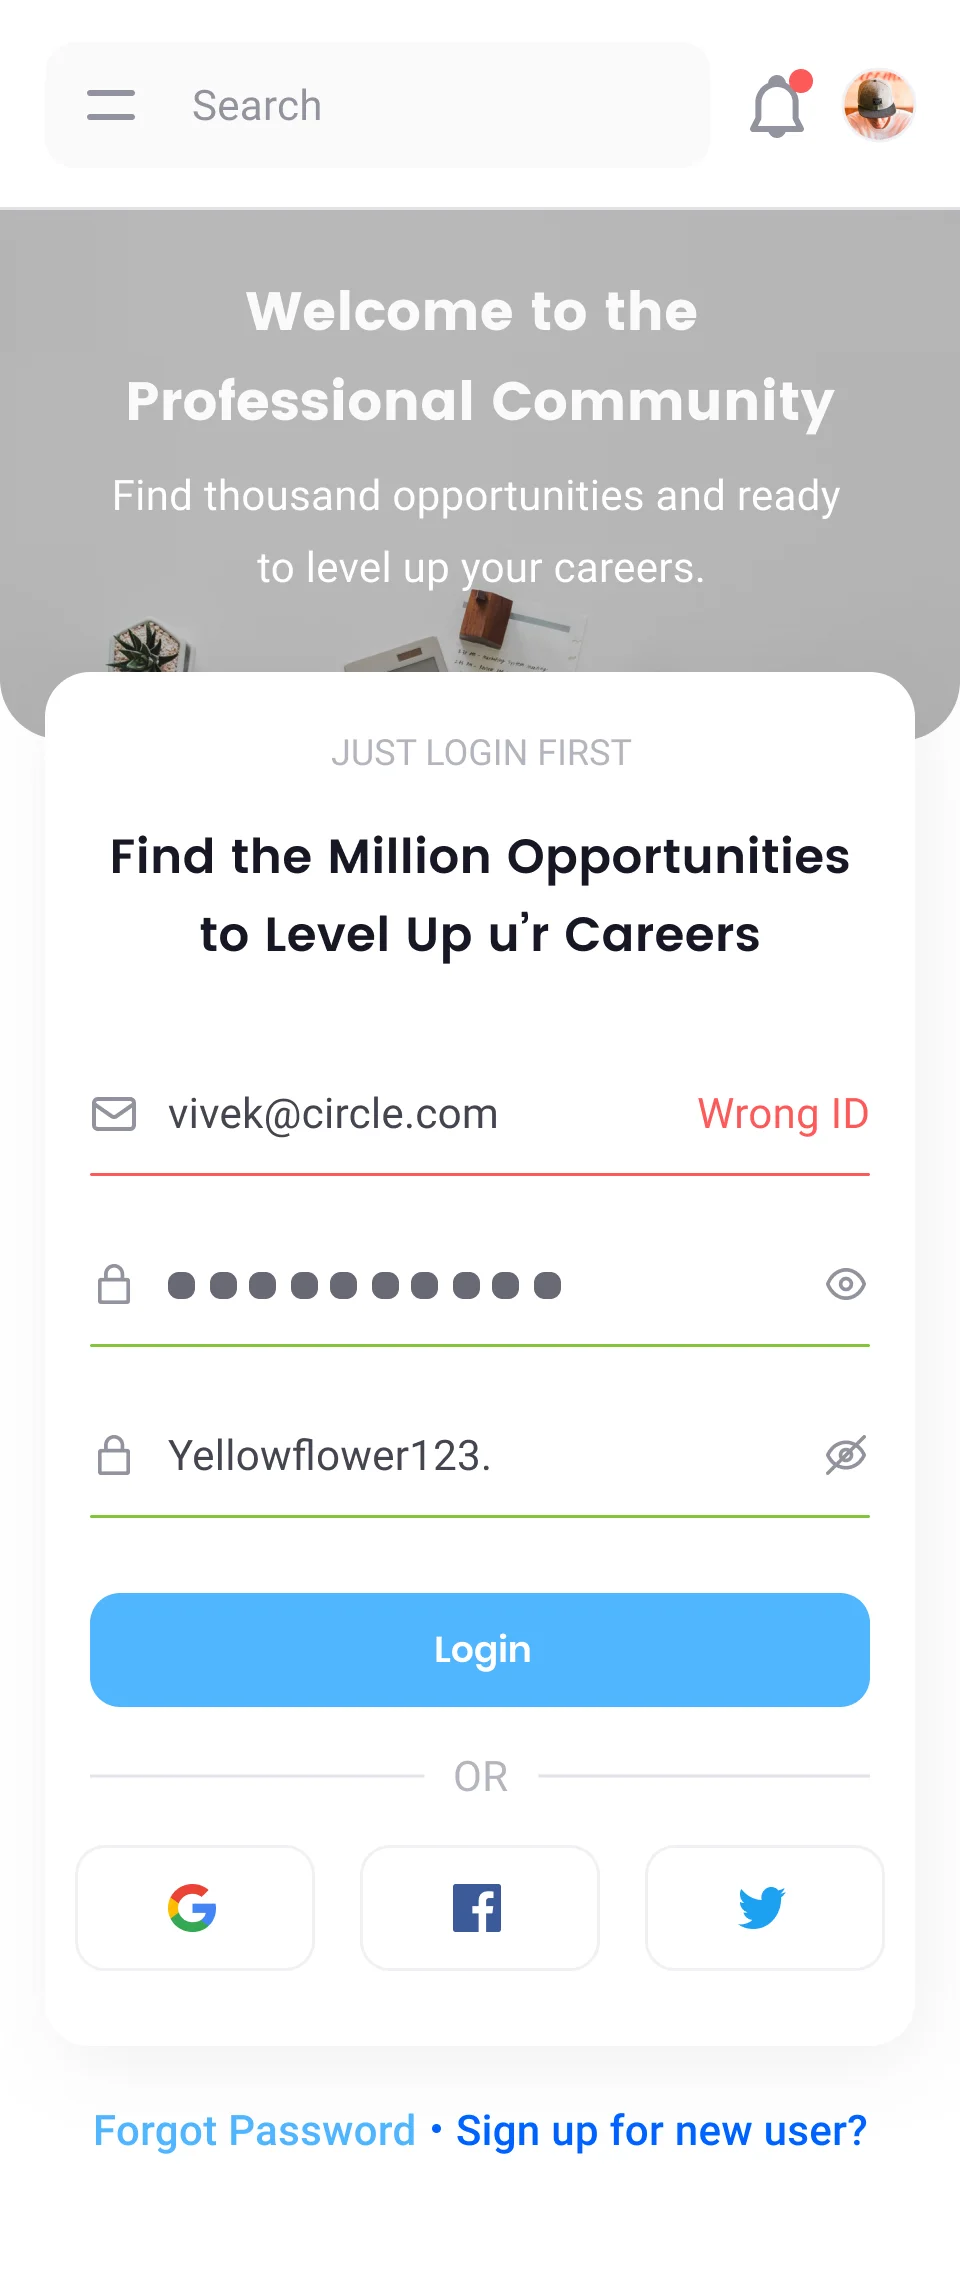 Search
Welcome to the
Professional Community
Find thousand opportunities and ready
to level up your careers.
JUST LOGIN FIRST
Find the Million Opportunities
to Level Up u’r Careers
vivek@circle.com Wrong ID
●●●●●●●●●●
Yellowflower123.
Login
OR
Forgot Password • Sign up for new user?